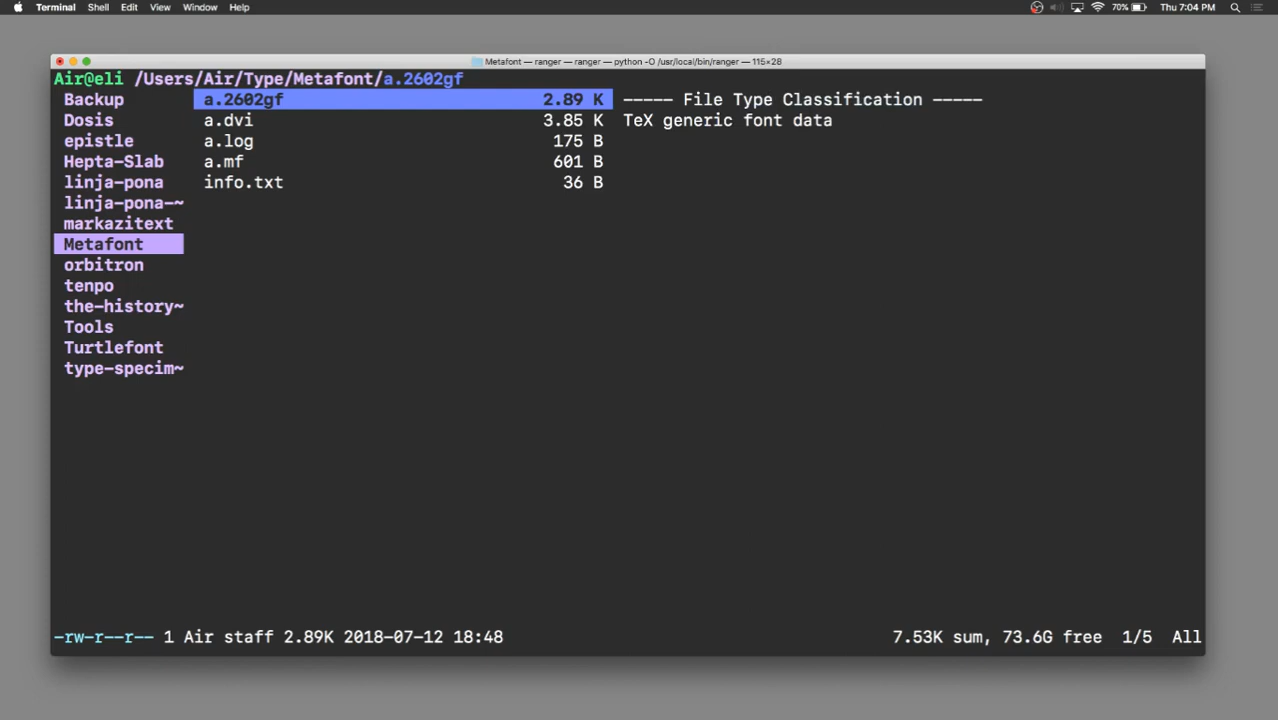 Terminal Shell Edit View Window Help 70% Thu 7:04 PM
Metafont — ranger — ranger — python -O /usr/local/bin/ranger — 115×28
Air@eli /Users/Air/Type/Metafont/a.2602gf
Backup a.2602gf 2.89 K ----- File Type Classification -----
Dosis a.dvi 3.85 K TeX generic font data
epistle a.log 175 B
Hepta-Slab a.mf 601 B
linja-pona info.txt 36 B
linja-pona-~
markazitext
Metafont
orbitron
tenpo
the-history~
Tools
Turtlefont
type-specim~
-rw-r--r-- 1 Air staff 2.89K 2018-07-12 18:48 7.53K sum, 73.6G free 1/5 All